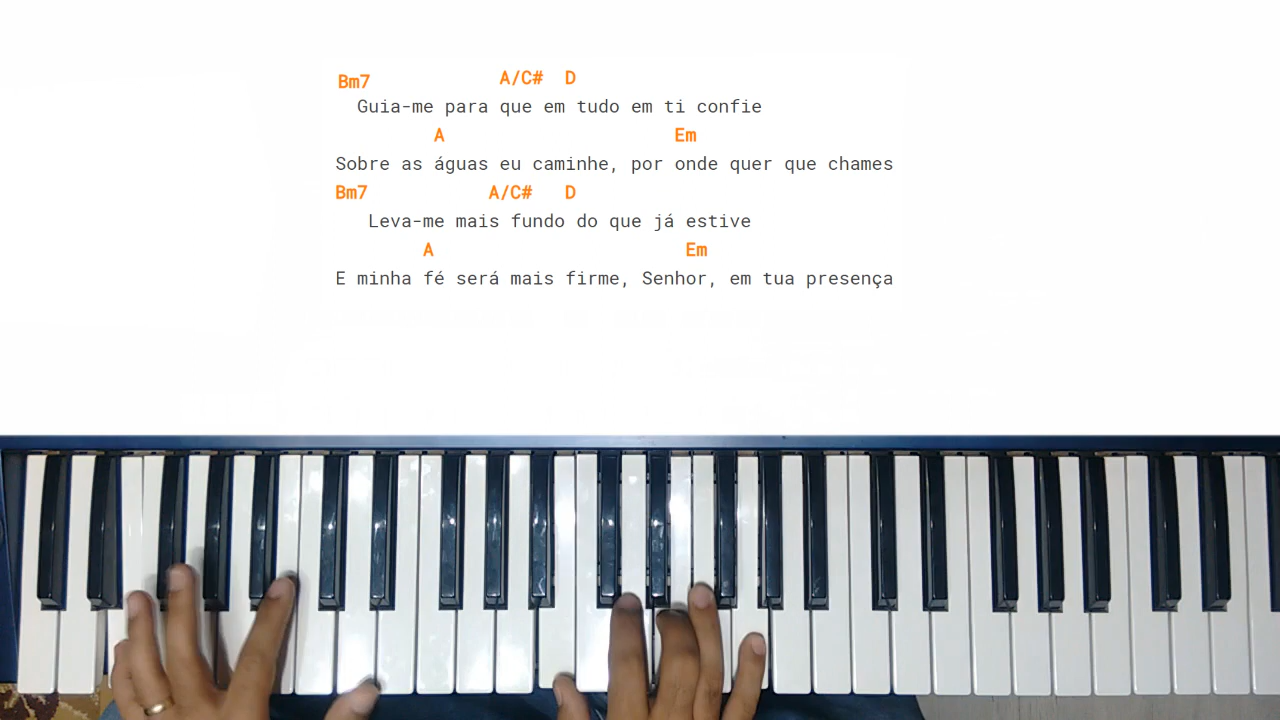 Bm7 A/C# D
Guia-me para que em tudo em ti confie
A Em
Sobre as águas eu caminhe, por onde quer que chames
Bm7 A/C# D
Leva-me mais fundo do que já estive
A Em
E minha fé será mais firme, Senhor, em tua presença